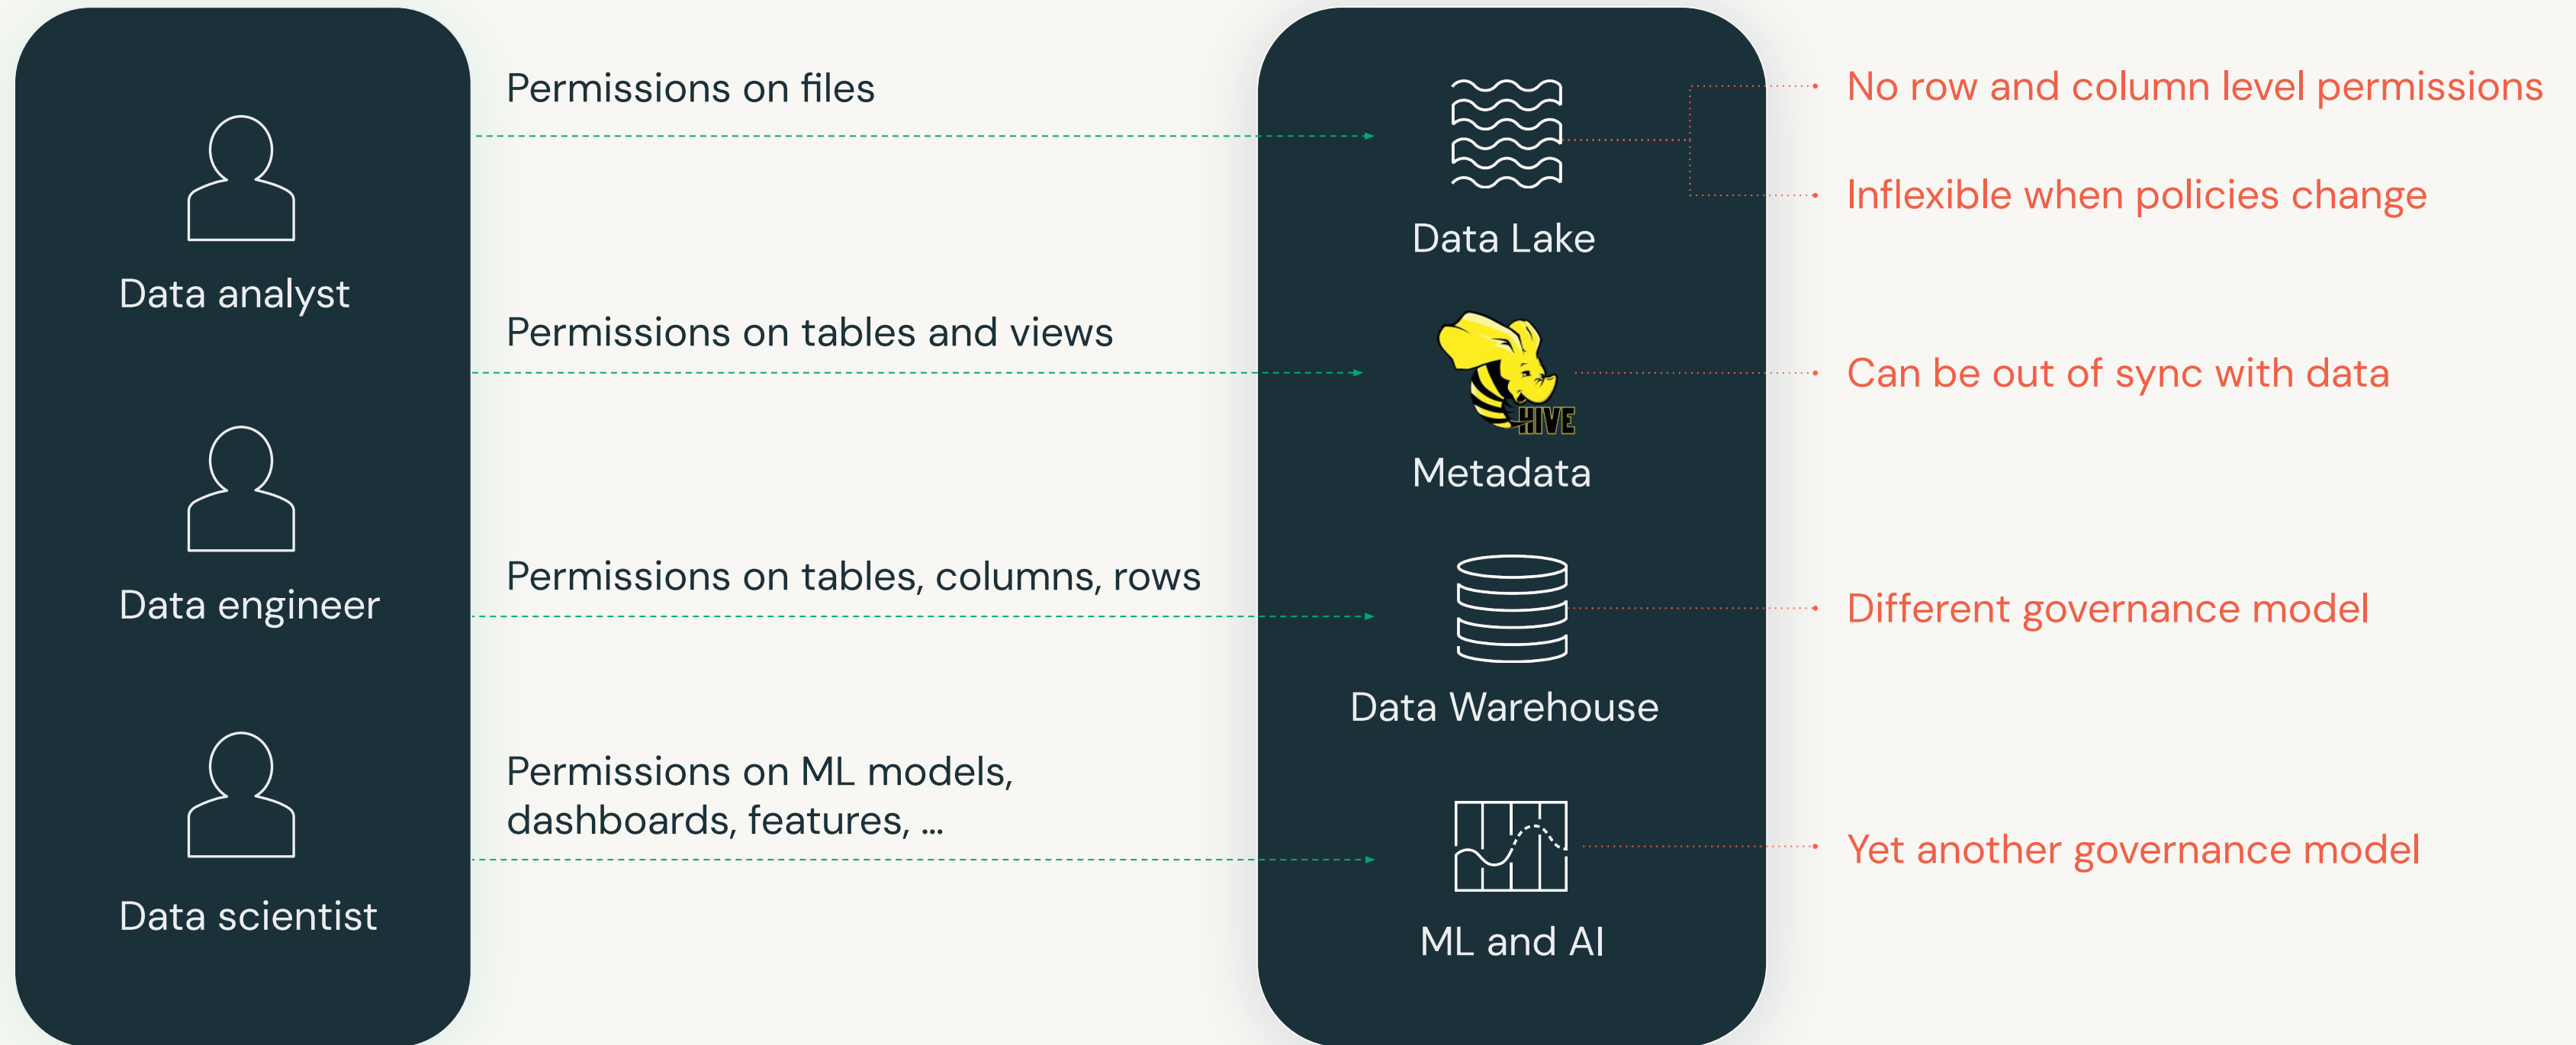 Data analyst
Data engineer
Data scientist
Permissions on files
Permissions on tables and views
Permissions on tables, columns, rows
Permissions on ML models,
dashboards, features, ...
Data Lake
HIVE
Metadata
Data Warehouse
ML and AI
No row and column level permissions
Inflexible when policies change
Can be out of sync with data
Different governance model
Yet another governance model